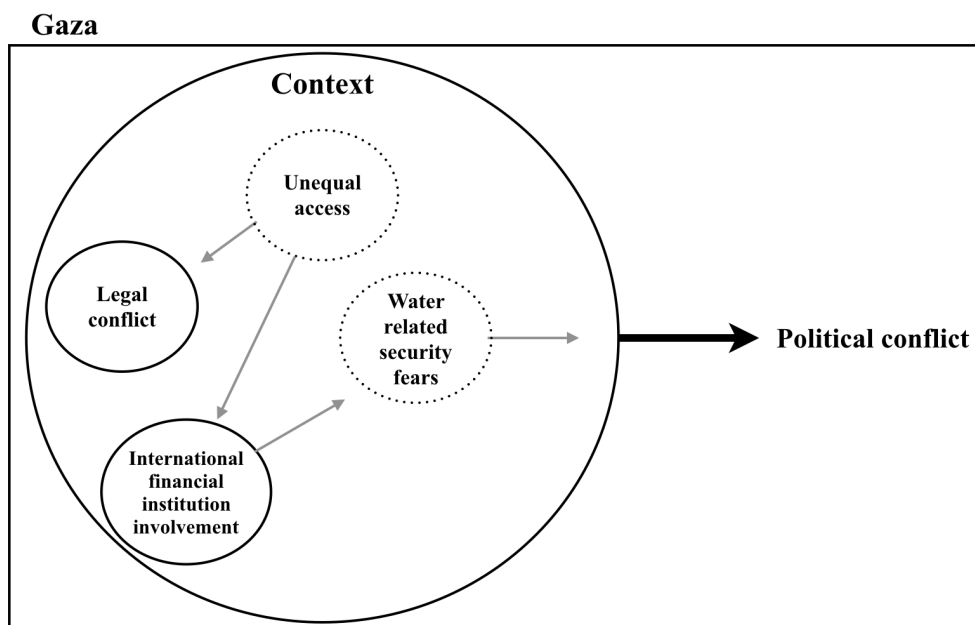 Gaza
Context
Unequal
access
Legal
conflict
Water
related
security
fears
Political conflict
International
financial
institution
involvement